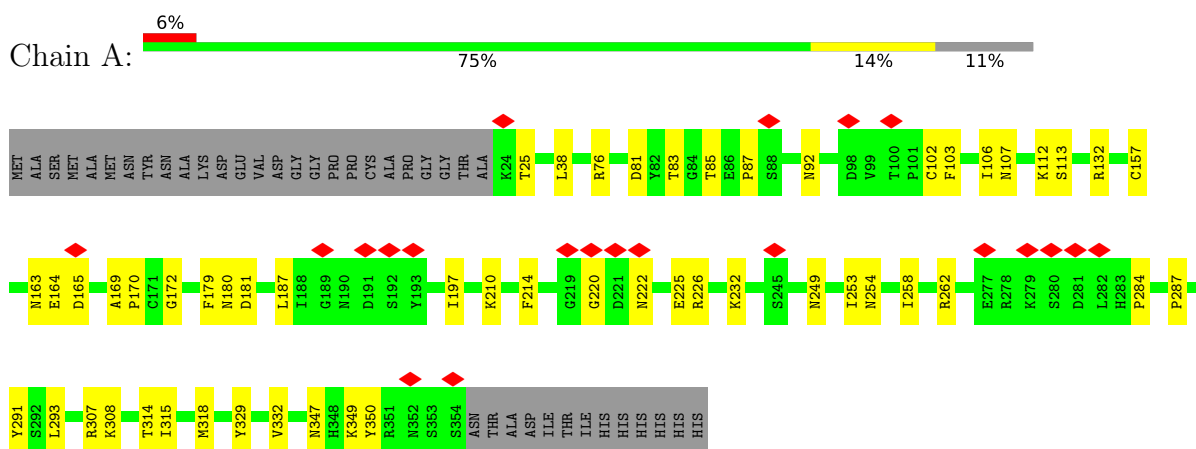 6%
Chain A:
75% 14% 11%
MET ALA SER MET ALA MET ASN TYR ASP ASN ALA LYS ASP GLU VAL ASP GLY GLY PRO PRO CYS ALA PRO GLY GLY THR ALA K24 T25 L38 R76 D81 Y82 T83 G84 T85 E86 P87 S88 N92 D98 V99 T100 P101 C102 F103 I106 N107 K112 S113 R132 C157
N163 E164 D165 A169 P170 C171 G172 F179 N180 D181 L187 I188 G189 N190 D191 S192 Y193 I197 K210 F214 G219 G220 D221 N222 E225 R226 K232 S245 N249 I253 N254 I258 R262 E277 R278 K279 S280 D281 L282 H283 P284 P287
Y291 S292 L293 R307 K308 T314 I315 M318 Y329 V332 N347 H348 K349 Y350 R351 N352 S353 S354 ASN THR ALA ASP ILE THR ILE HIS HIS HIS HIS HIS HIS